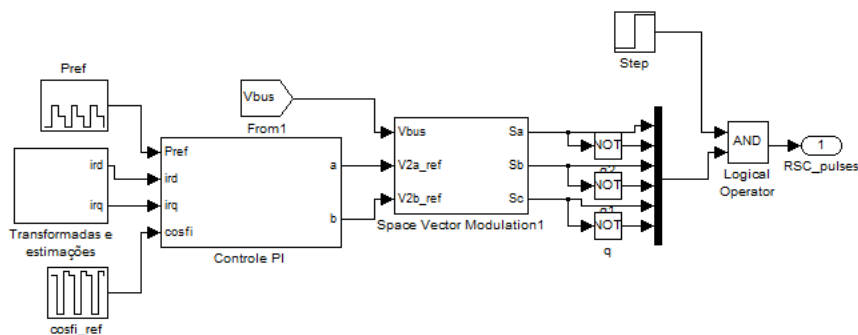 Step
Pref
Vbus
From1
Pref
ird
irq
cosfi
a
b
ird
irq
Transformadas e
estimações
Controle PI
cosfi_ref
Vbus
V2a_ref
V2b_ref
Sa
Sb
Sc
Space Vector Modulation1
NOT
NOT
NOT
q
AND
Logical
Operator
1
RSC_pulses